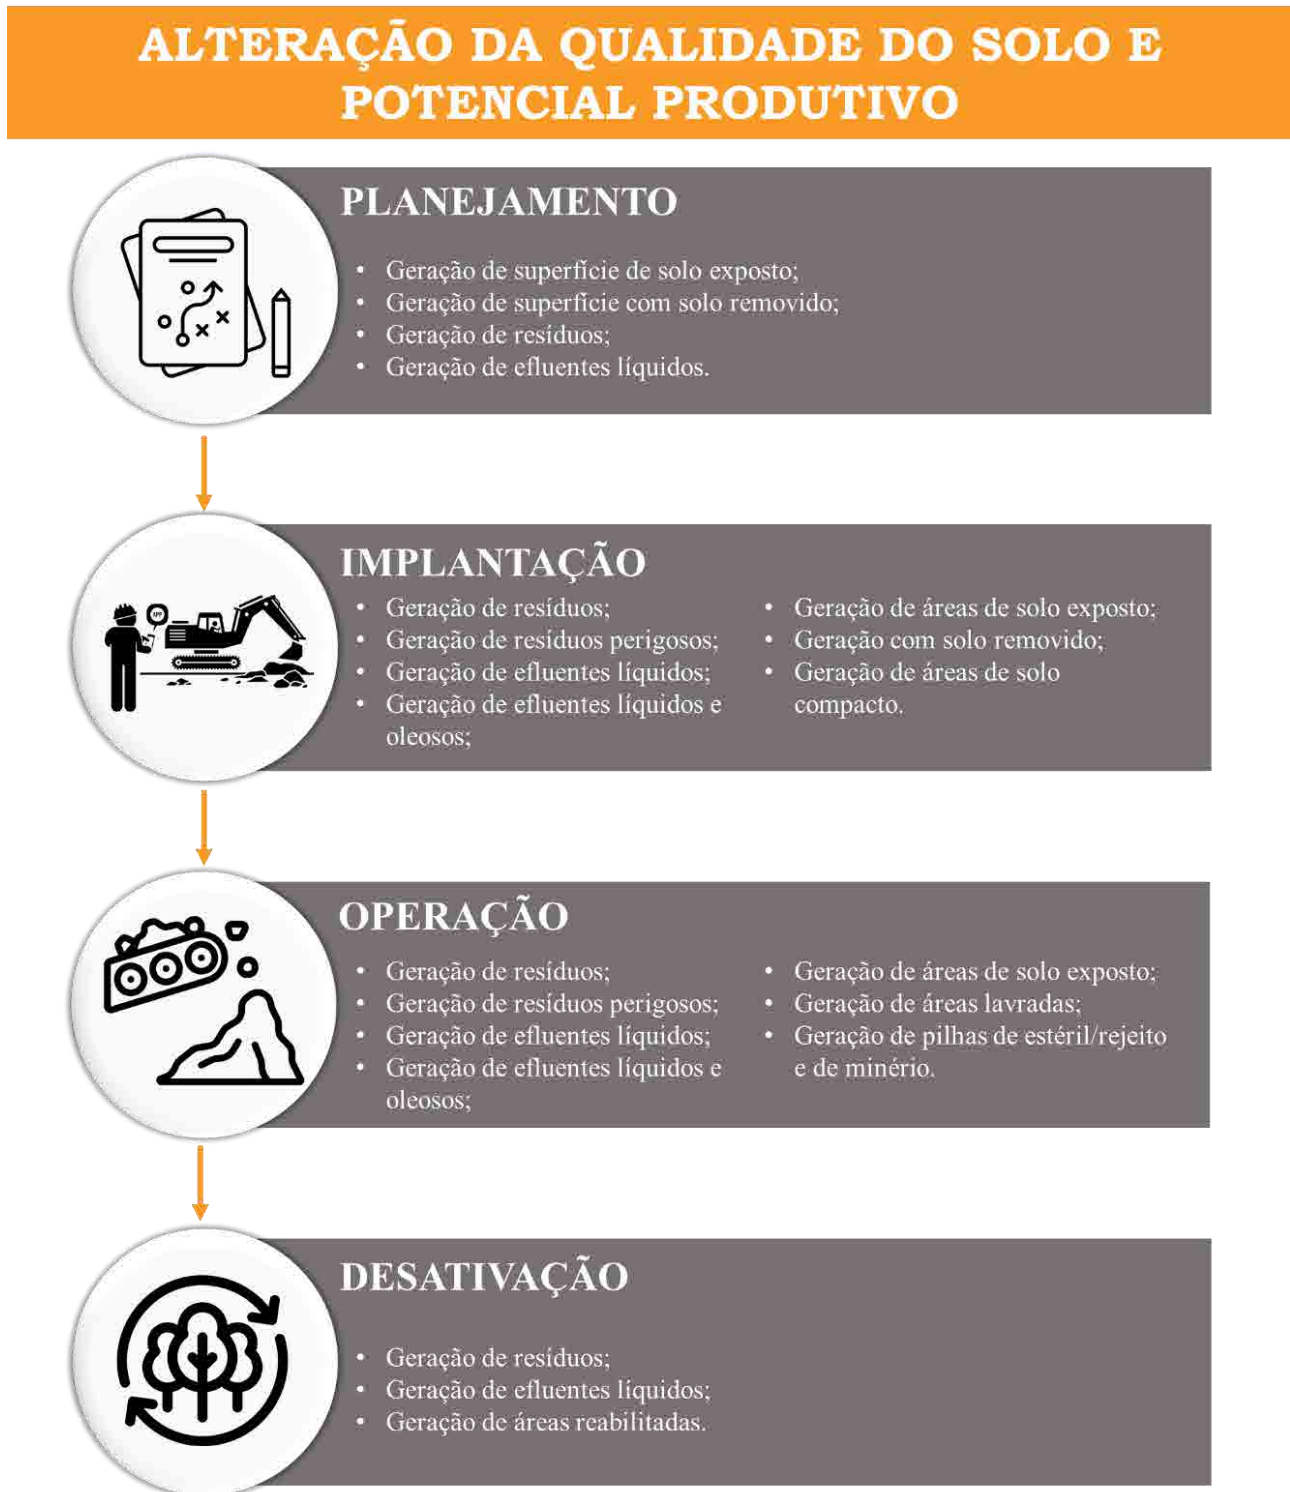 ALTERAÇÃO DA QUALIDADE DO SOLO E
POTENCIAL PRODUTIVO
PLANEJAMENTO
• Geração de superfície de solo exposto;
• Geração de superfície com solo removido;
• Geração de resíduos;
• Geração de efluentes líquidos.
IMPLANTAÇÃO
• Geração de resíduos;
• Geração de resíduos perigosos;
• Geração de efluentes líquidos;
• Geração de efluentes líquidos e
oleosos;
• Geração de áreas de solo exposto;
• Geração com solo removido;
• Geração de áreas de solo
compacto.
OPERAÇÃO
• Geração de resíduos;
• Geração de resíduos perigosos;
• Geração de efluentes líquidos;
• Geração de efluentes líquidos e
oleosos;
• Geração de áreas de solo exposto;
• Geração de áreas lavradas;
• Geração de pilhas de estéril/rejeito
e de minério.
DESATIVAÇÃO
• Geração de resíduos;
• Geração de efluentes líquidos;
• Geração de áreas reabilitadas.